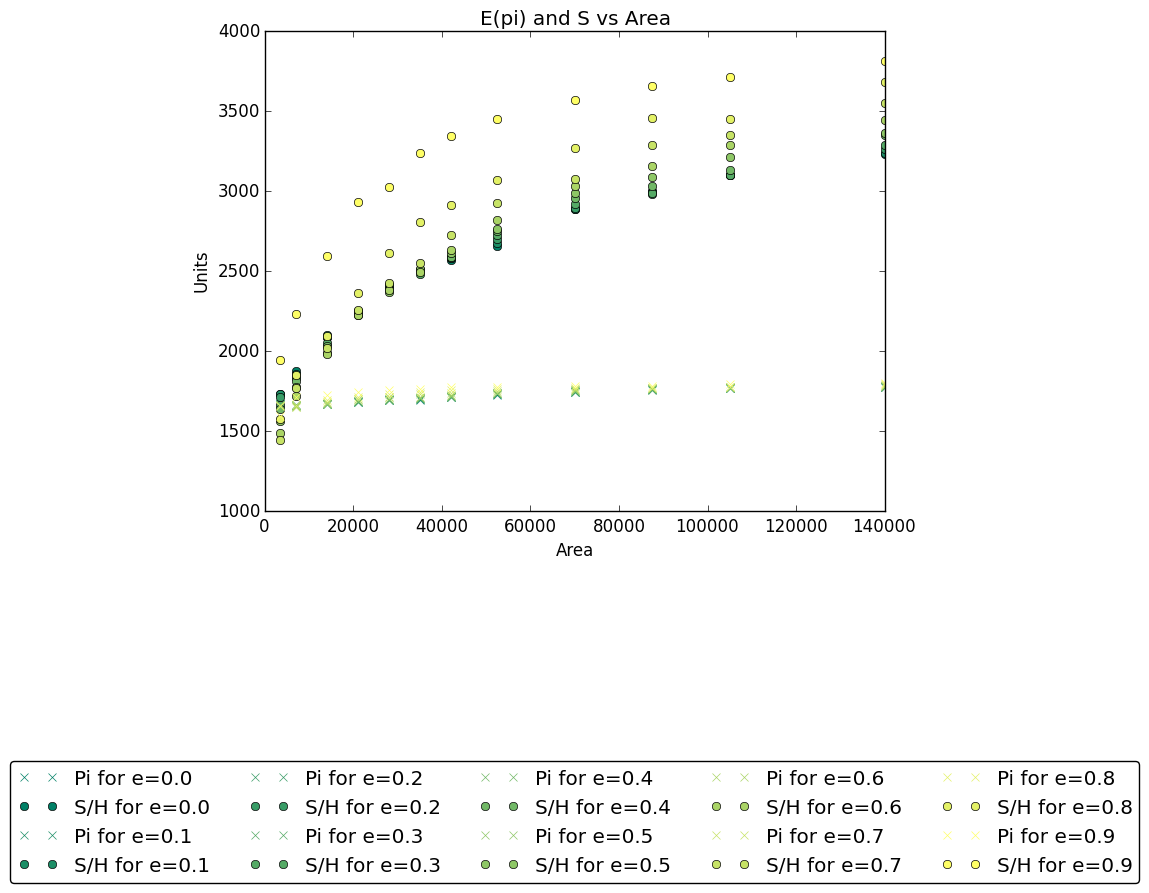 E(pi) and S vs Area
4000
3500
3000
2500
2000
1500
1000
Units
0 20000 40000 60000 80000 100000 120000 140000
Area
Pi for e=0.0 Pi for e=0.2 Pi for e=0.4 Pi for e=0.6 Pi for e=0.8
S/H for e=0.0 S/H for e=0.2 S/H for e=0.4 S/H for e=0.6 S/H for e=0.8
Pi for e=0.1 Pi for e=0.3 Pi for e=0.5 Pi for e=0.7 Pi for e=0.9
S/H for e=0.1 S/H for e=0.3 S/H for e=0.5 S/H for e=0.7 S/H for e=0.9